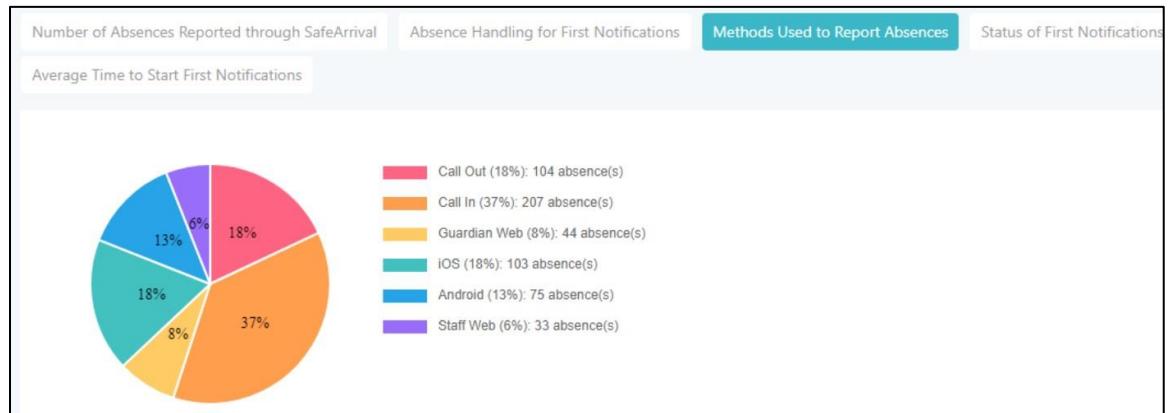 Number of Absences Reported through SafeArrival
Absence Handling for First Notifications
Methods Used to Report Absences
Status of First Notifications
Average Time to Start First Notifications
Call Out (18%): 104 absence(s)
Call In (37%): 207 absence(s)
Guardian Web (8%): 44 absence(s)
iOS (18%): 103 absence(s)
Android (13%): 75 absence(s)
Staff Web (6%): 33 absence(s)
6%
18%
13%
18%
37%
8%